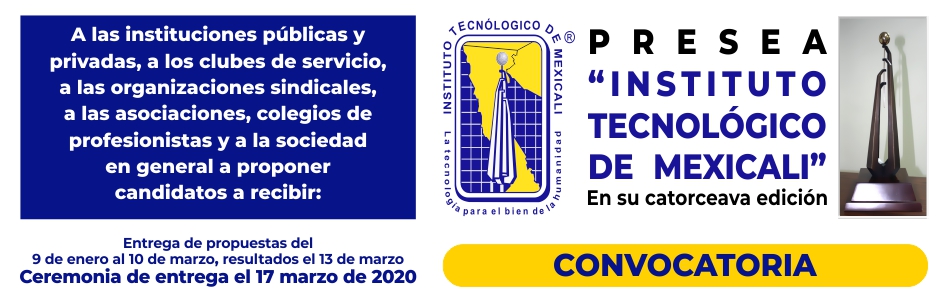 A las instituciones públicas y
privadas, a los clubes de servicio,
a las organizaciones sindicales,
a las asociaciones, colegios de
profesionistas y a la sociedad
en general a proponer
candidatos a recibir:
Entrega de propuestas del
9 de enero al 10 de marzo, resultados el 13 de marzo
Ceremonia de entrega el 17 marzo de 2020
INSTITUTO TECNÓLOGICO DE MEXICALI ®
La tecnología para el bien de la humanidad
PRESEA
“INSTITUTO
TECNOLÓGICO
DE MEXICALI”
En su catorceava edición
CONVOCATORIA